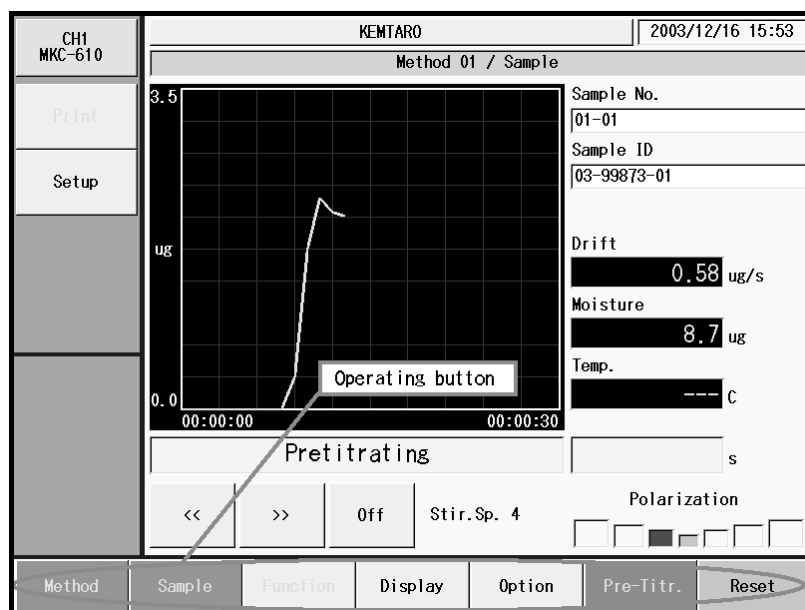 CH1
MKC-610
KEMTARO
2003/12/16 15:53
Method 01 / Sample
Print
Setup
3.5
ug
0.0
00:00:00
00:00:30
Operating button
Sample No.
01-01
Sample ID
03-99873-01
Drift
0.58 ug/s
Moisture
8.7 ug
Temp.
--- C
Pretitrating
s
<<
>>
Off
Stir.Sp. 4
Polarization
Method
Sample
Function
Display
Option
Pre-Titr.
Reset